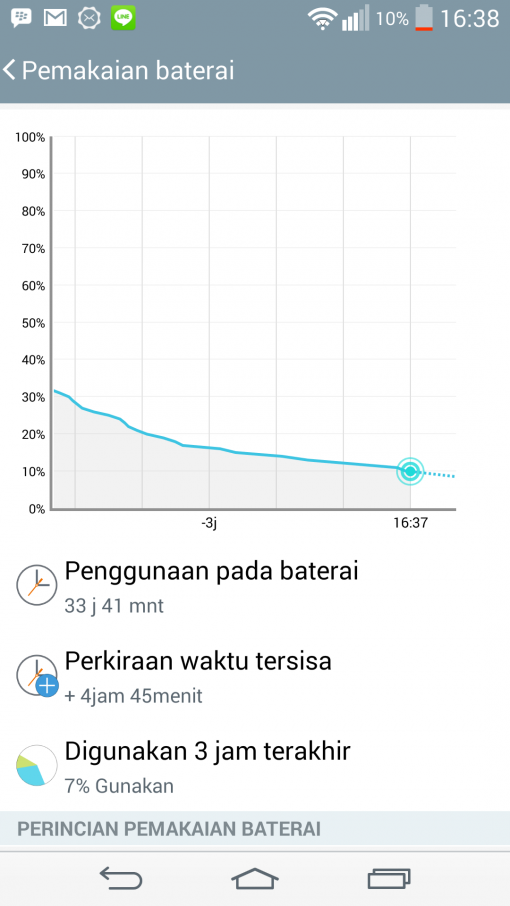 LINE
10%
16:38
Pemakaian baterai
100%
90%
80%
70%
60%
50%
40%
30%
20%
10%
0%
-3j
16:37
Penggunaan pada baterai
33 j 41 mnt
Perkiraan waktu tersisa
+ 4jam 45menit
Digunakan 3 jam terakhir
7% Gunakan
PERINCIAN PEMAKAIAN BATERAI